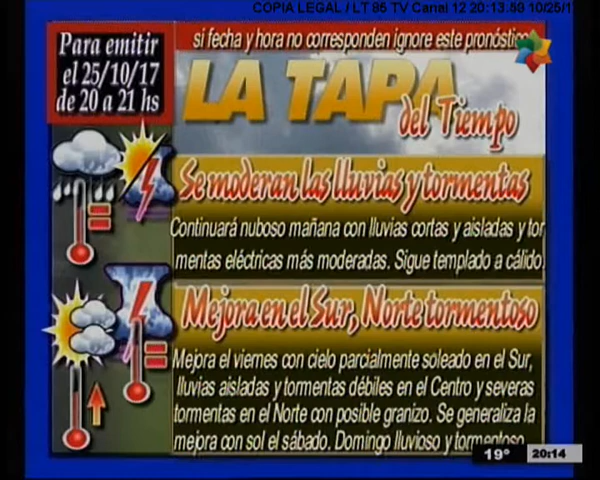 COPIA LEGAL / LT 85 TV Canal 12 20:13.59 10/25/1
Para emitir
el 25/10/17
de 20 a 21 hs
si fecha y hora no corresponden ignore este pronóstic
LA TAPA
del Tiempo
Se moderan las lluvias y tormentas
Continuará nuboso mañana con lluvias cortas y aisladas y tor
mentas eléctricas más moderadas. Sigue templado a cálido.
Mejora en el Sur, Norte tormentoso
Mejora el viernes con cielo parcialmente soleado en el Sur,
lluvias aisladas y tormentas débiles en el Centro y severas
tormentas en el Norte con posible granizo. Se generaliza la
mejora con sol el sábado. Domingo lluvioso y tormentoso
19° 20:14